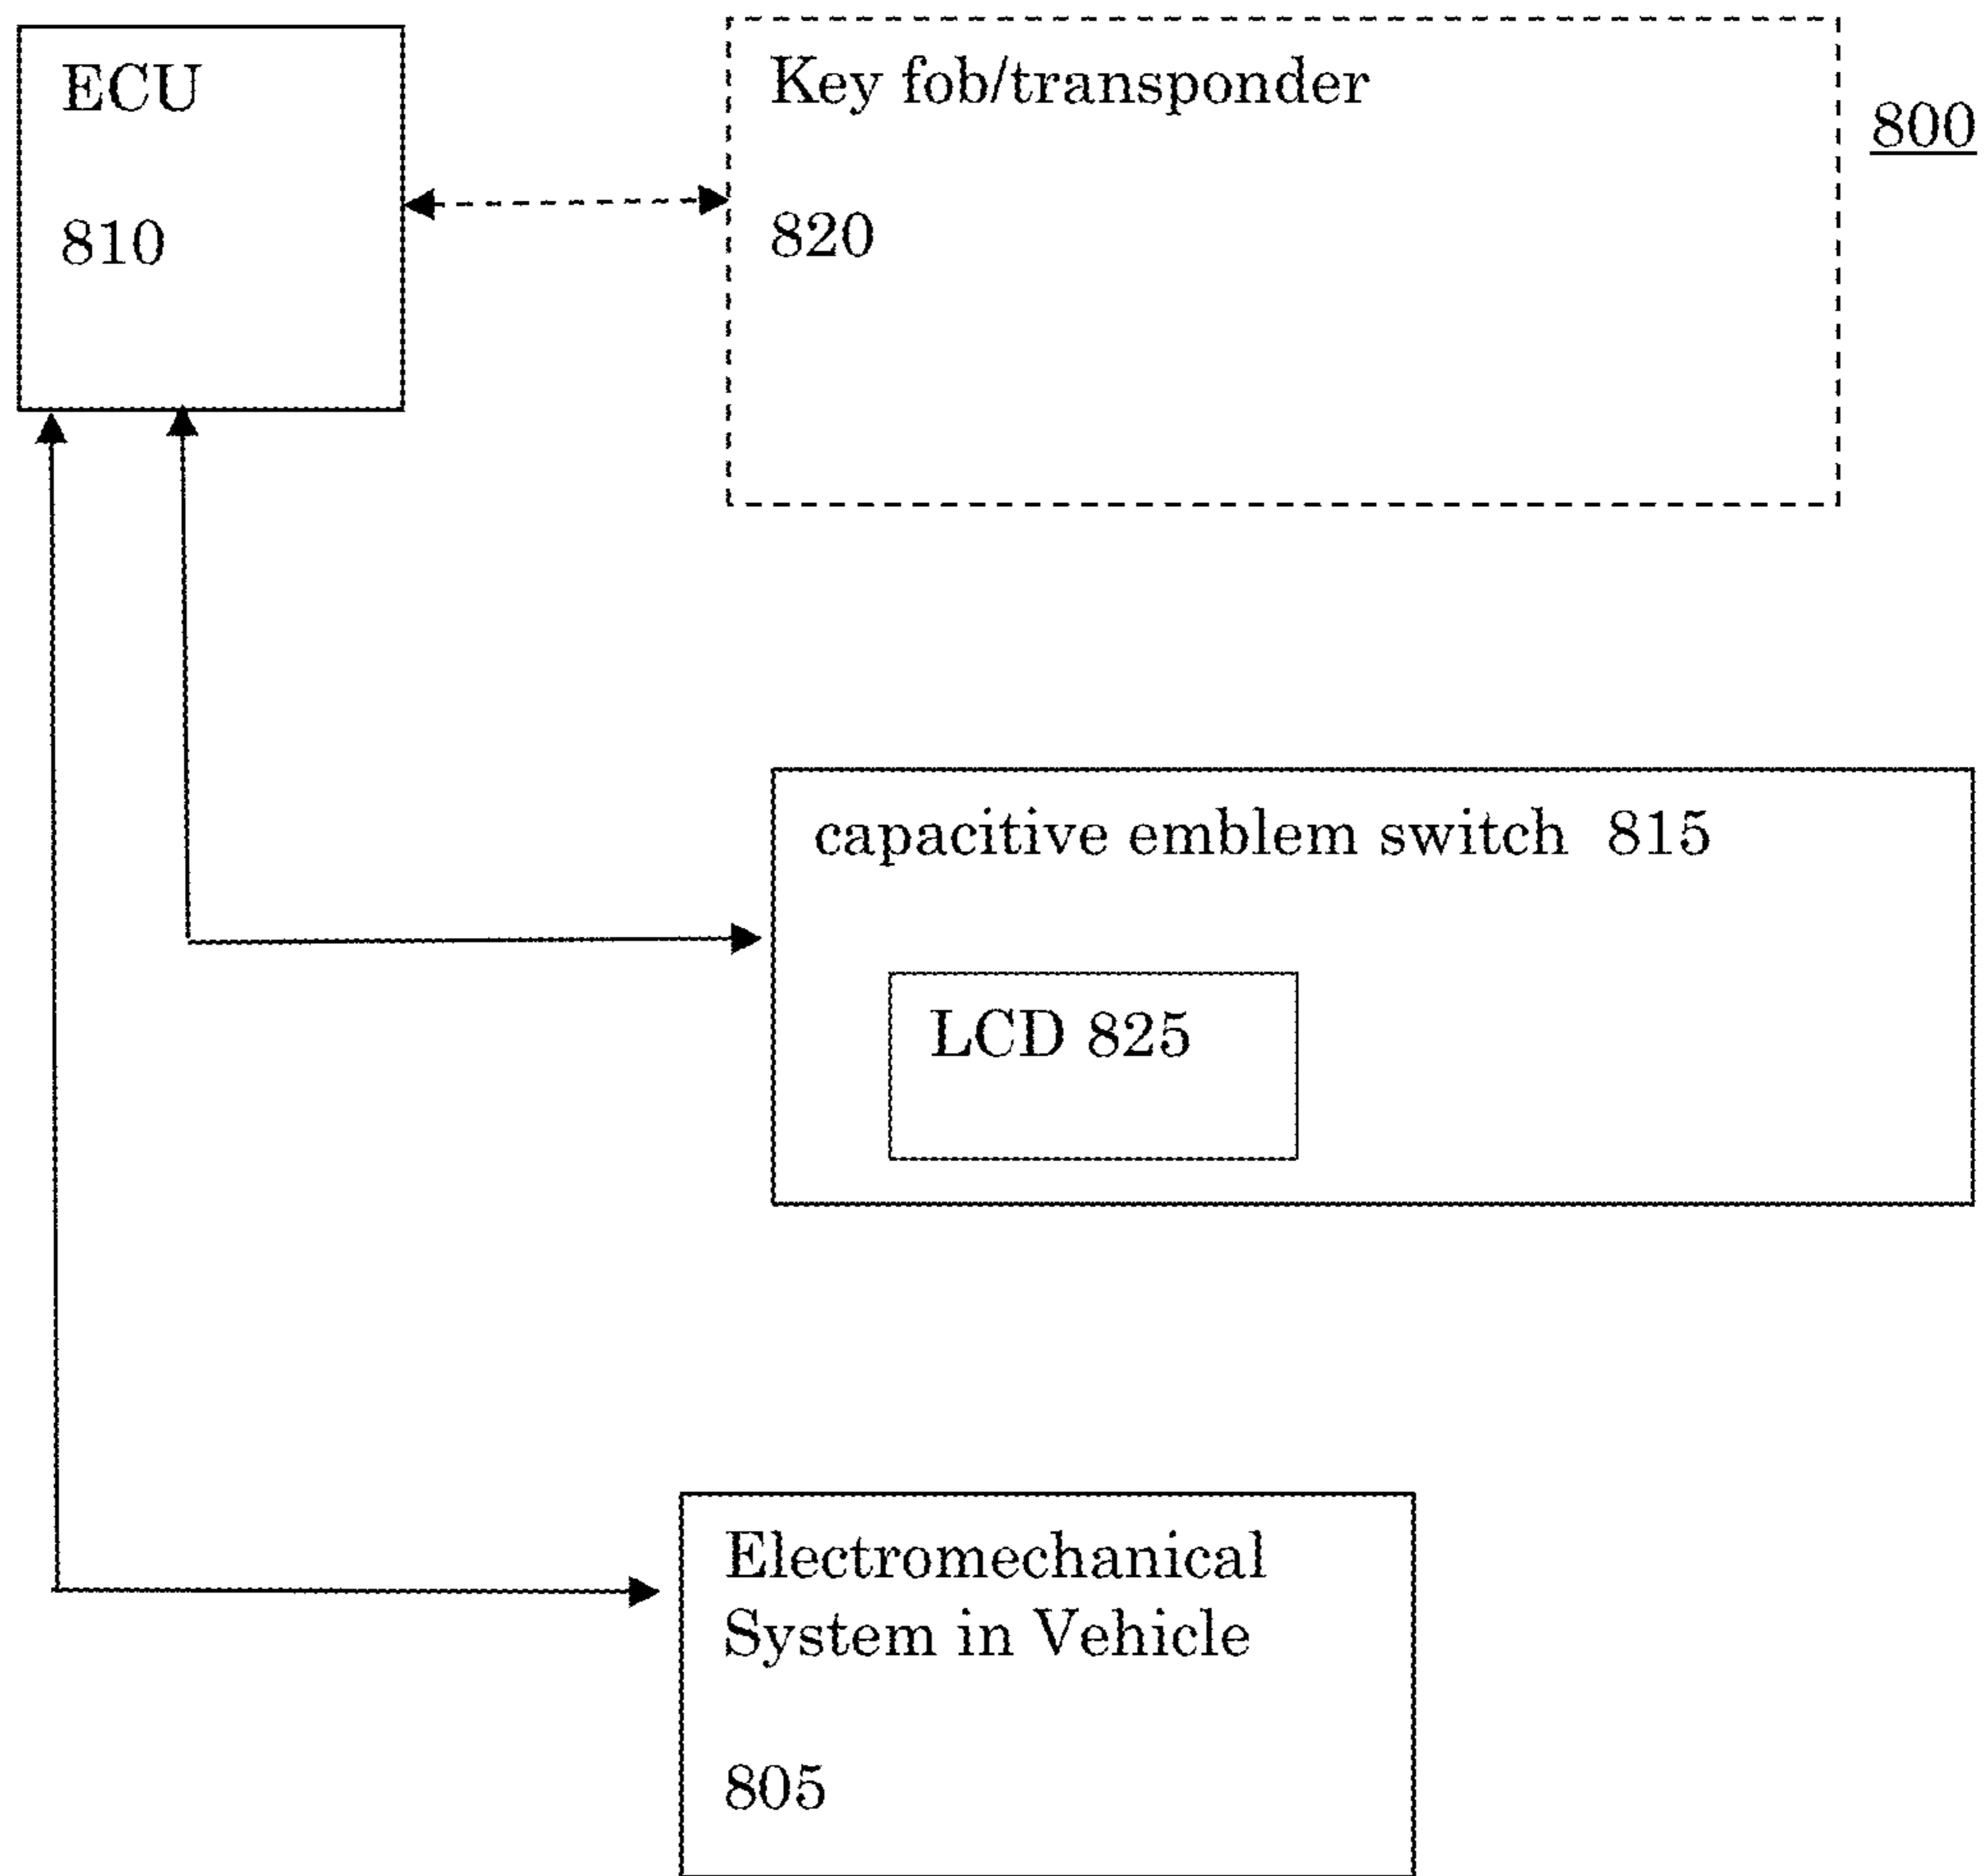 ECU
810
Key fob/transponder
820
800
capacitive emblem switch 815
LCD 825
Electromechanical
System in Vehicle
805